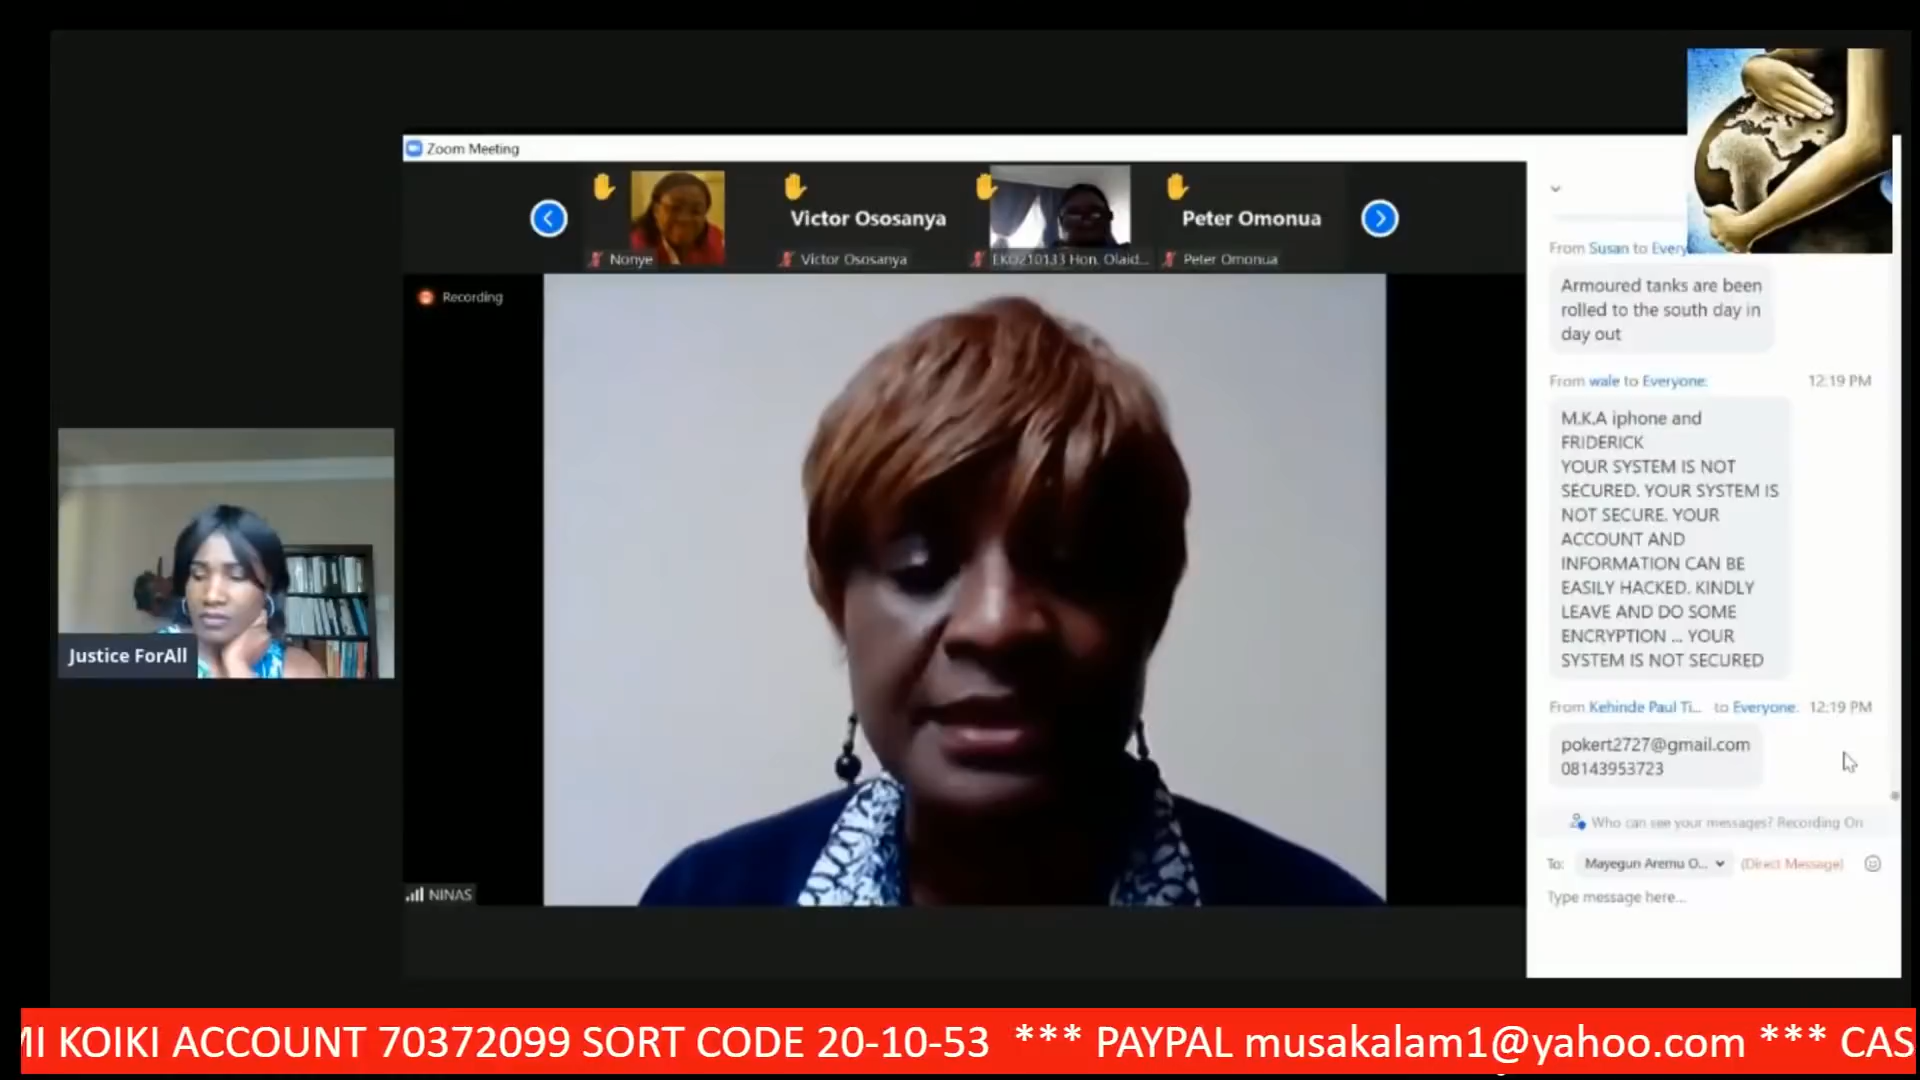 Zoom Meeting
Victor Ososanya
Peter Omonua
Nonye
Victor Ososanya
EKO210133 Hon. Olaid...
Peter Omonua
Recording
From Susan to Every
Armoured tanks are been
rolled to the south day in
day out
From wale to Everyone: 12:19 PM
M.K.A iphone and
FRIDERICK
YOUR SYSTEM IS NOT
SECURED. YOUR SYSTEM IS
NOT SECURE. YOUR
ACCOUNT AND
INFORMATION CAN BE
EASILY HACKED. KINDLY
LEAVE AND DO SOME
ENCRYPTION ... YOUR
SYSTEM IS NOT SECURED
From Kehinde Paul Ti... to Everyone: 12:19 PM
pokert2727@gmail.com
08143953723
Who can see your messages? Recording On
To: Mayegun Aremu O... (Direct Message)
Type message here...
Justice ForAll
NINAS
MI KOIKI ACCOUNT 70372099 SORT CODE 20-10-53 *** PAYPAL musakalam1@yahoo.com *** CAS